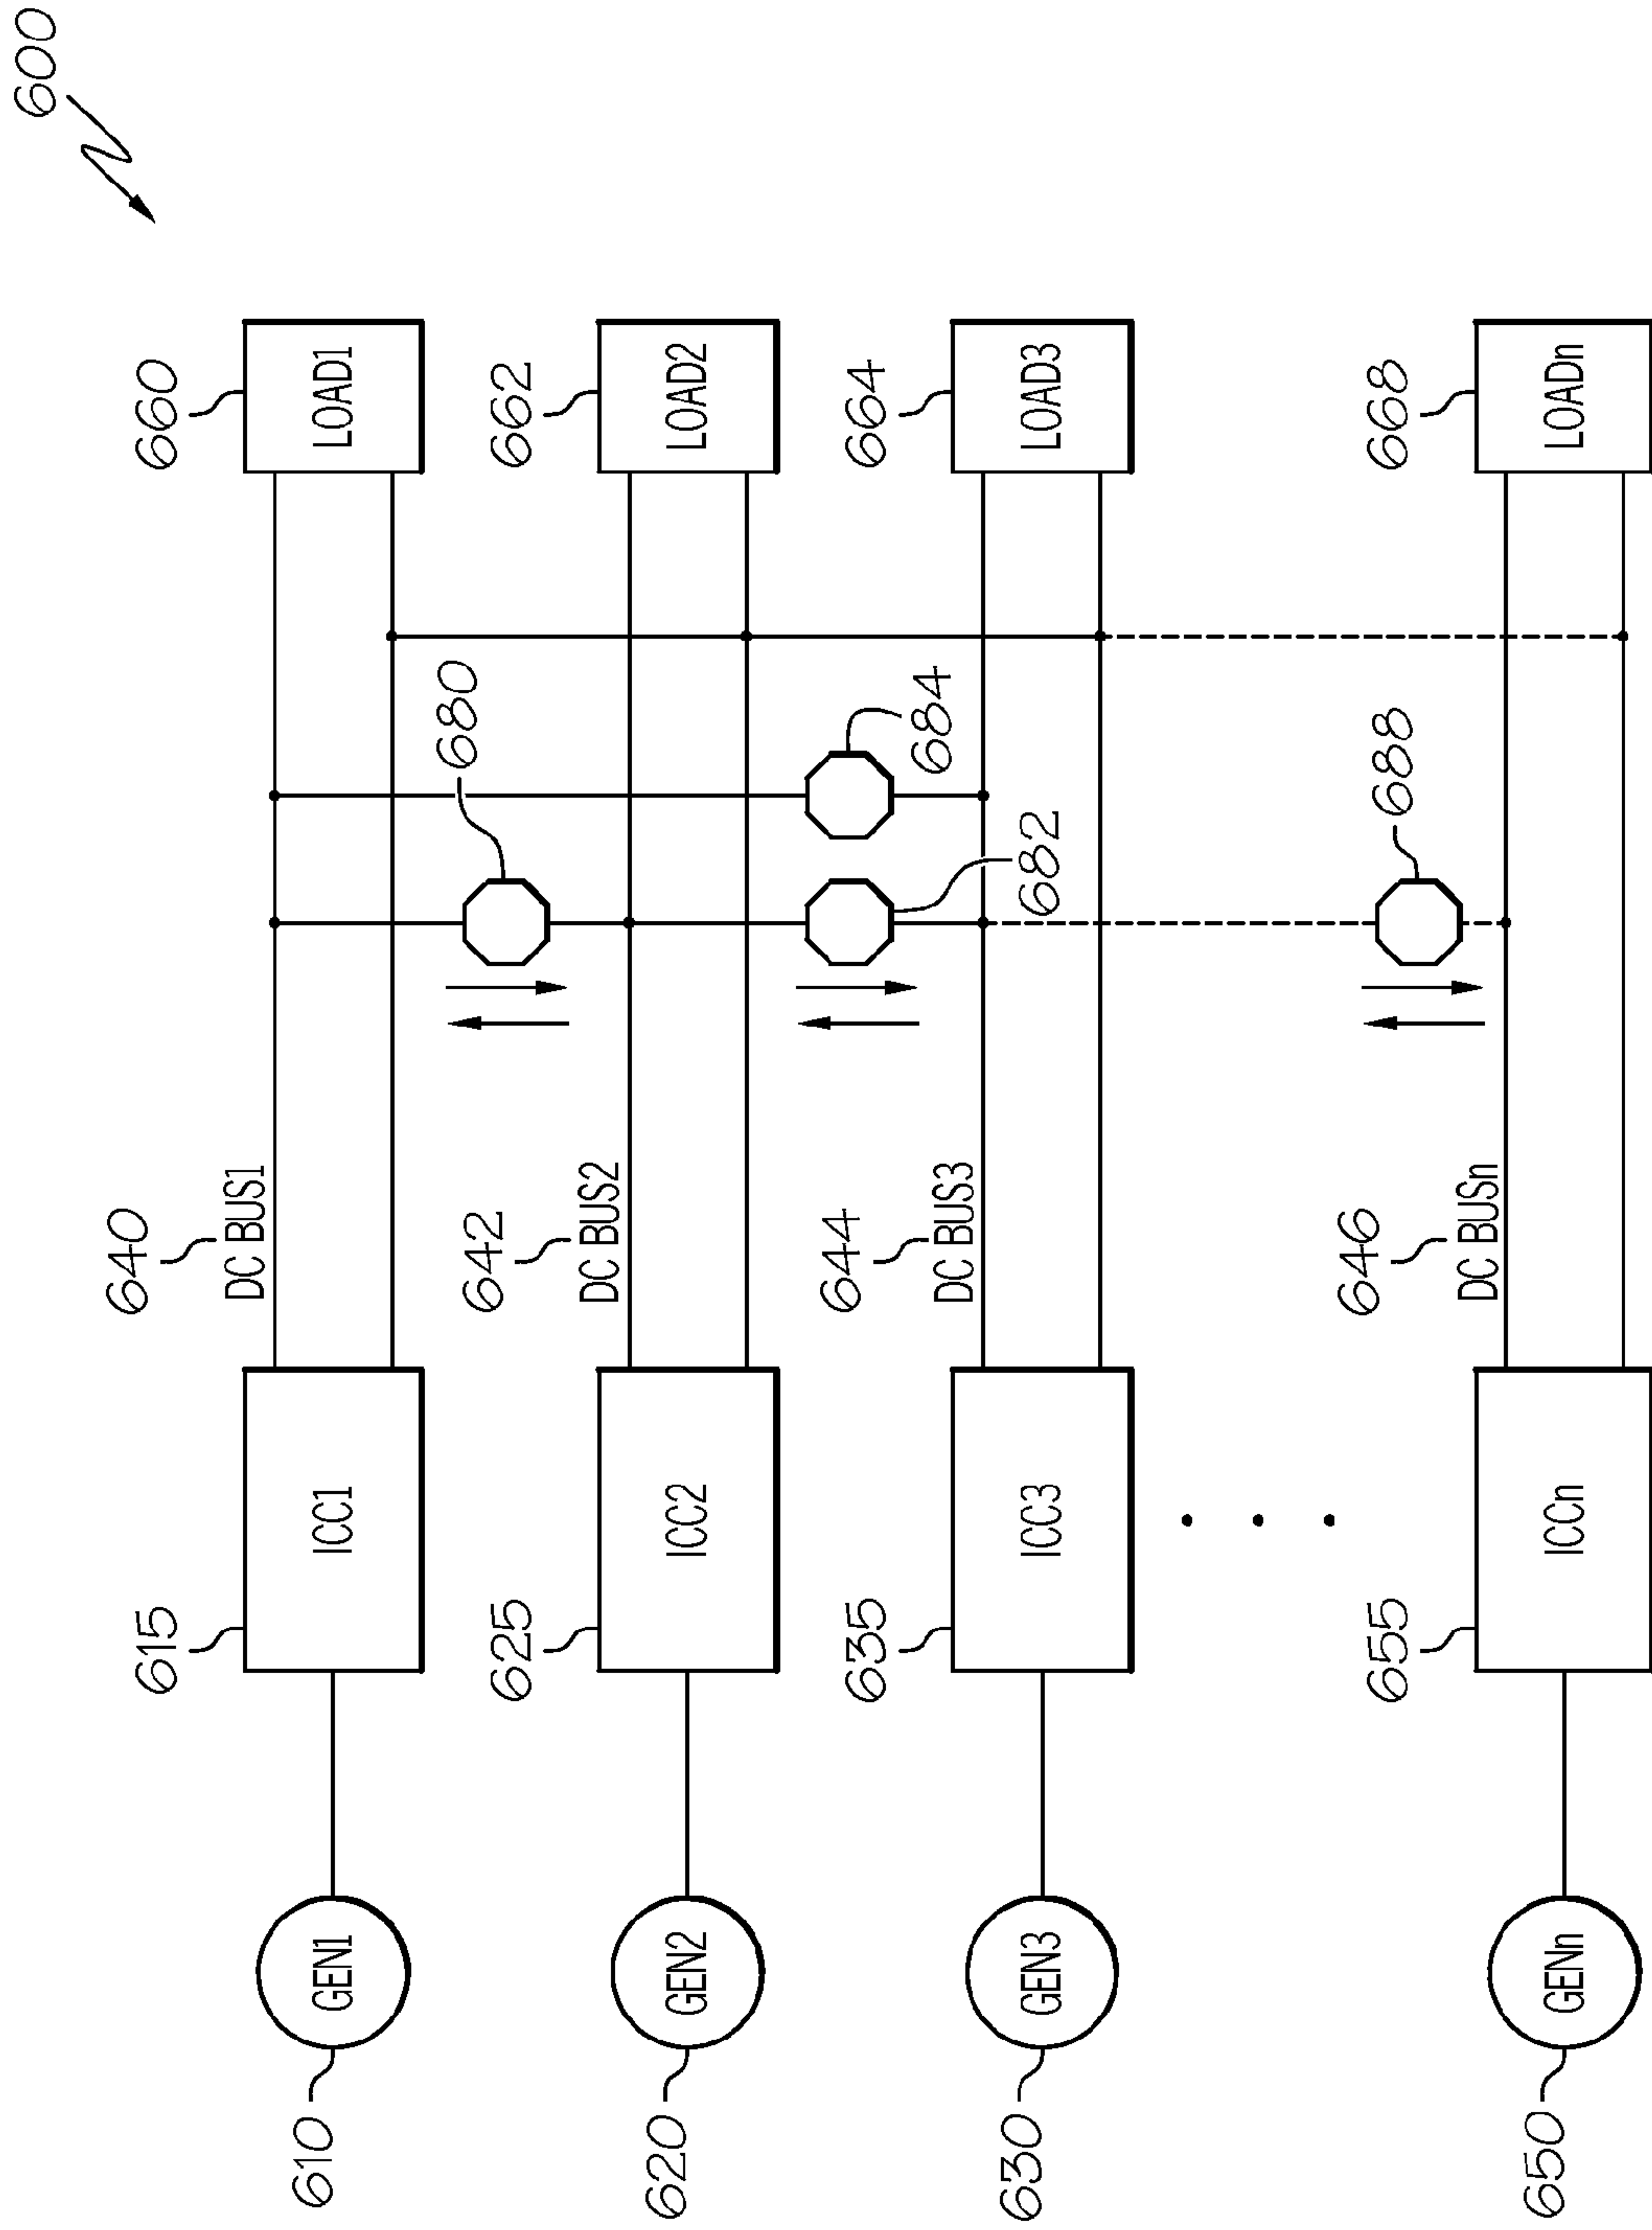 600
610
GEN1
615
ICC1
640
DC BUS1
660
LOAD1
620
GEN2
625
ICC2
642
DC BUS2
680
662
LOAD2
630
GEN3
635
ICC3
644
DC BUS3
682
684
664
LOAD3
650
GENn
655
ICCn
646
DC BUSn
688
668
LOADn